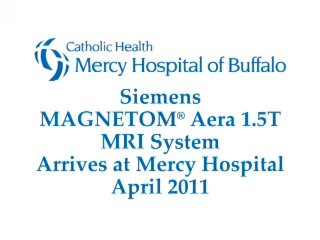 Catholic Health
Mercy Hospital of Buffalo
Siemens
MAGNETOM® Aera 1.5T
MRI System
Arrives at Mercy Hospital
April 2011